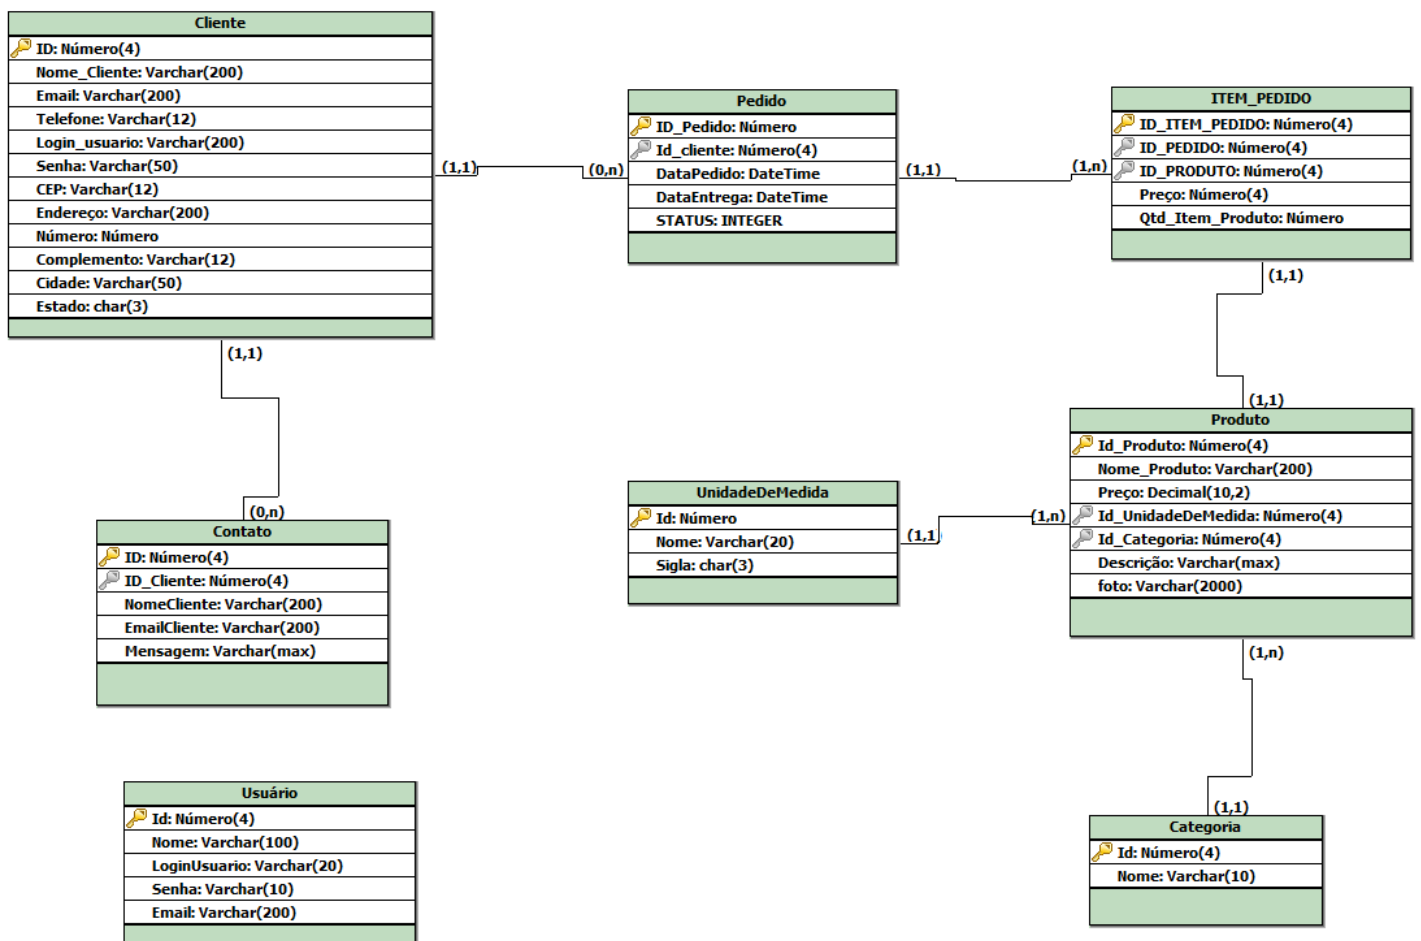 Cliente
ID: Número(4)
Nome_Cliente: Varchar(200)
Email: Varchar(200)
Telefone: Varchar(12)
Login_usuario: Varchar(200)
Senha: Varchar(50)
CEP: Varchar(12)
Endereço: Varchar(200)
Número: Número
Complemento: Varchar(12)
Cidade: Varchar(50)
Estado: char(3)
(1,1)
(0,n)
Pedido
ID_Pedido: Número
Id_cliente: Número(4)
DataPedido: DateTime
DataEntrega: DateTime
STATUS: INTEGER
(1,1)
(1,n)
ITEM_PEDIDO
ID_ITEM_PEDIDO: Número(4)
ID_PEDIDO: Número(4)
ID_PRODUTO: Número(4)
Preço: Número(4)
Qtd_Item_Produto: Número
(1,1)
(1,1)
Produto
Id_Produto: Número(4)
Nome_Produto: Varchar(200)
Preço: Decimal(10,2)
Id_UnidadeDeMedida: Número(4)
Id_Categoria: Número(4)
Descrição: Varchar(max)
foto: Varchar(2000)
(1,n)
UnidadeDeMedida
Id: Número
Nome: Varchar(20)
Sigla: char(3)
(1,1)
(1,n)
(1,1)
(0,n)
Contato
ID: Número(4)
ID_Cliente: Número(4)
NomeCliente: Varchar(200)
EmailCliente: Varchar(200)
Mensagem: Varchar(max)
Usuário
Id: Número(4)
Nome: Varchar(100)
LoginUsuario: Varchar(20)
Senha: Varchar(10)
Email: Varchar(200)
(1,1)
Categoria
Id: Número(4)
Nome: Varchar(10)